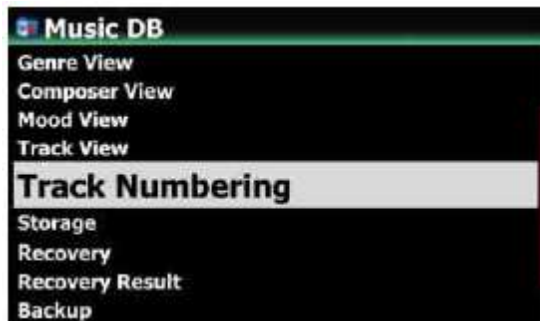 Music DB
Genre View
Composer View
Mood View
Track View
Track Numbering
Storage
Recovery
Recovery Result
Backup